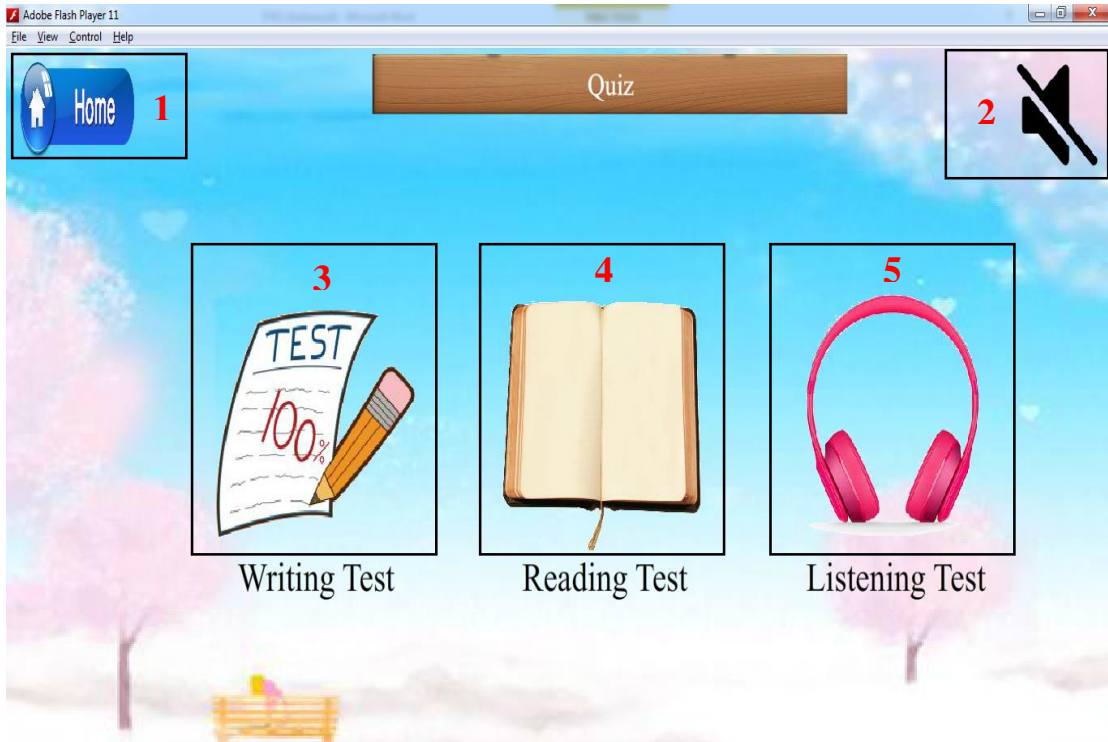 Adobe Flash Player 11
File View Control Help
Home 1
Quiz
2
3
4
5
TEST
100%
Writing Test
Reading Test
Listening Test